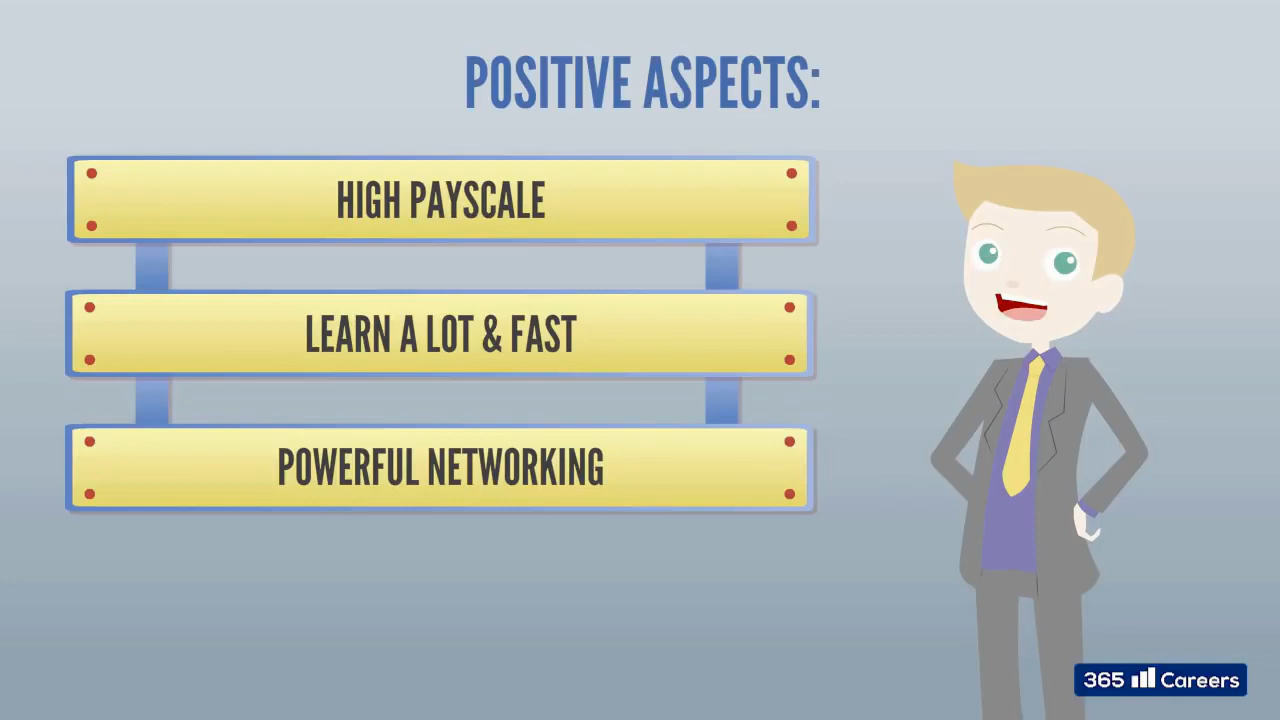 POSITIVE ASPECTS:
HIGH PAYSCALE
LEARN A LOT & FAST
POWERFUL NETWORKING
365 Careers